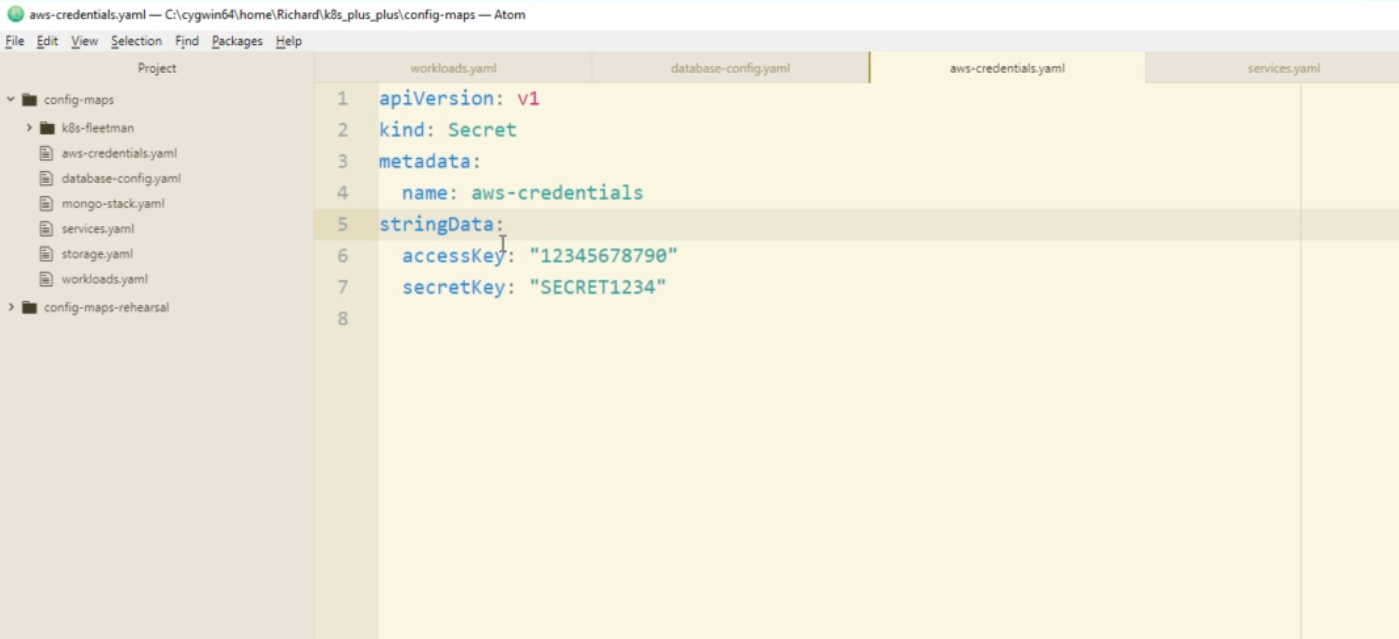 aws-credentials.yaml — C:\cygwin64\home\Richard\k8s_plus_plus\config-maps — Atom
File Edit View Selection Find Packages Help
Project
config-maps
k8s-fleetman
aws-credentials.yaml
database-config.yaml
mongo-stack.yaml
services.yaml
storage.yaml
workloads.yaml
config-maps-rehearsal
workloads.yaml database-config.yaml aws-credentials.yaml services.yaml
1 apiVersion: v1
2 kind: Secret
3 metadata:
4   name: aws-credentials
5 stringData:
6   accessKey: "12345678790"
7   secretKey: "SECRET1234"
8